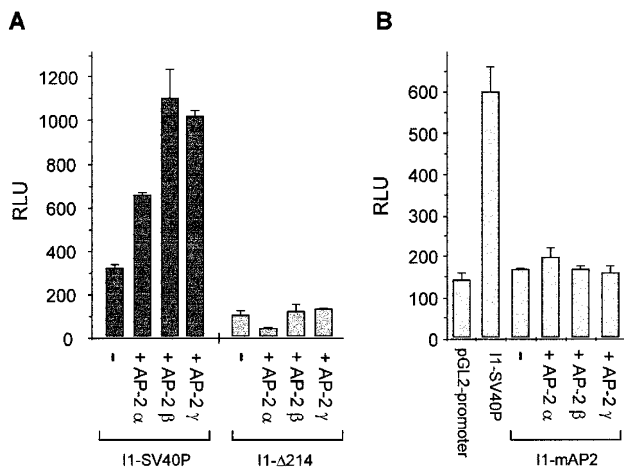 A
RLU
1200
1000
800
600
400
200
0
-
+ AP-2 α
+ AP-2 β
+ AP-2 γ
-
+ AP-2 α
+ AP-2 β
+ AP-2 γ
I1-SV40P
I1-Δ214
B
RLU
600
500
400
300
200
100
0
pGL2-promoter
I1-SV40P
-
+ AP-2 α
+ AP-2 β
+ AP-2 γ
I1-mAP2